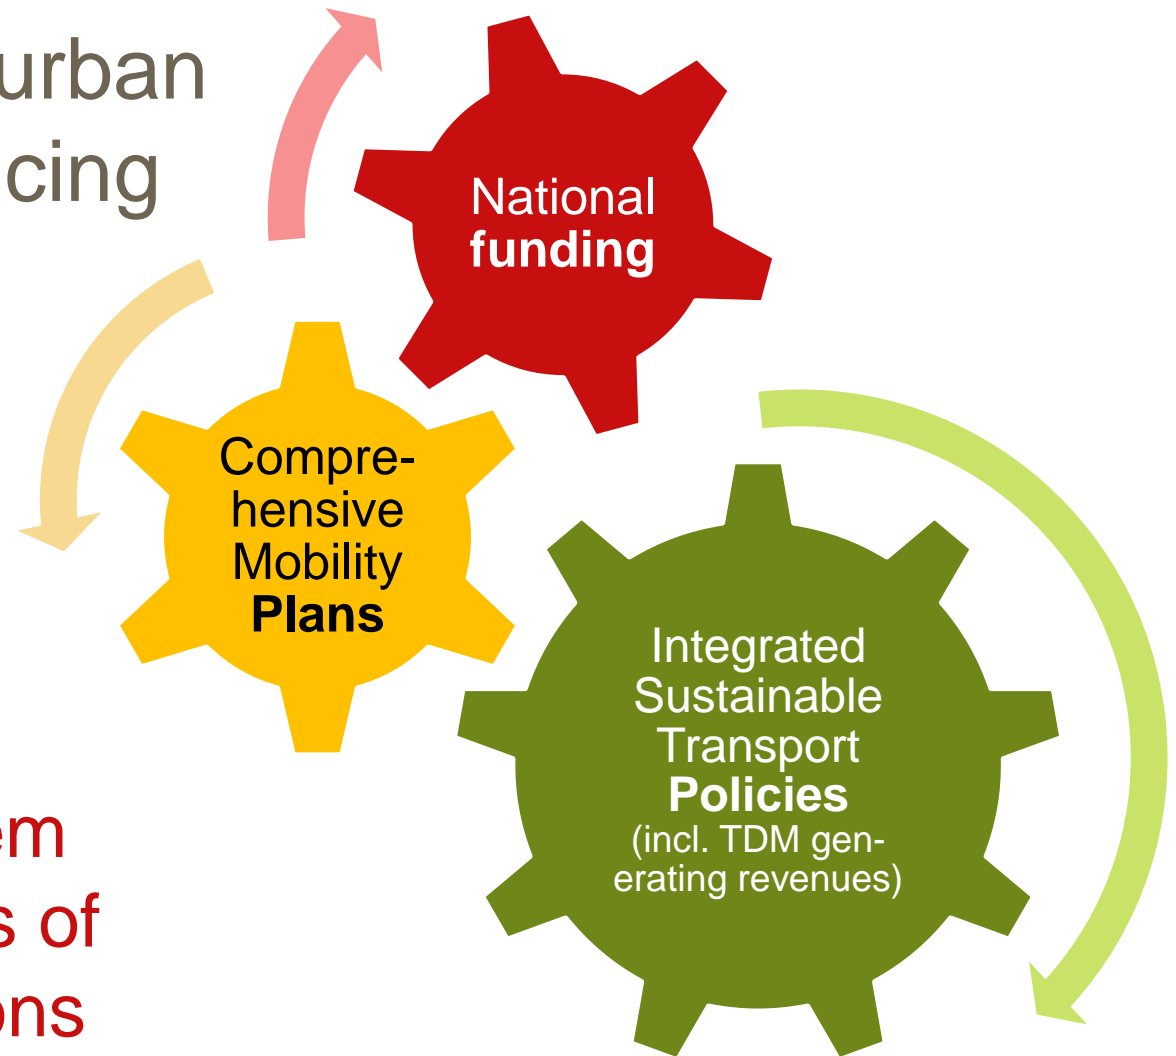 urban
cing
National
funding
Compre-
hensive
Mobility
Plans
Integrated
Sustainable
Transport
Policies
(incl. TDM gen-
erating revenues)
em
s of
ons